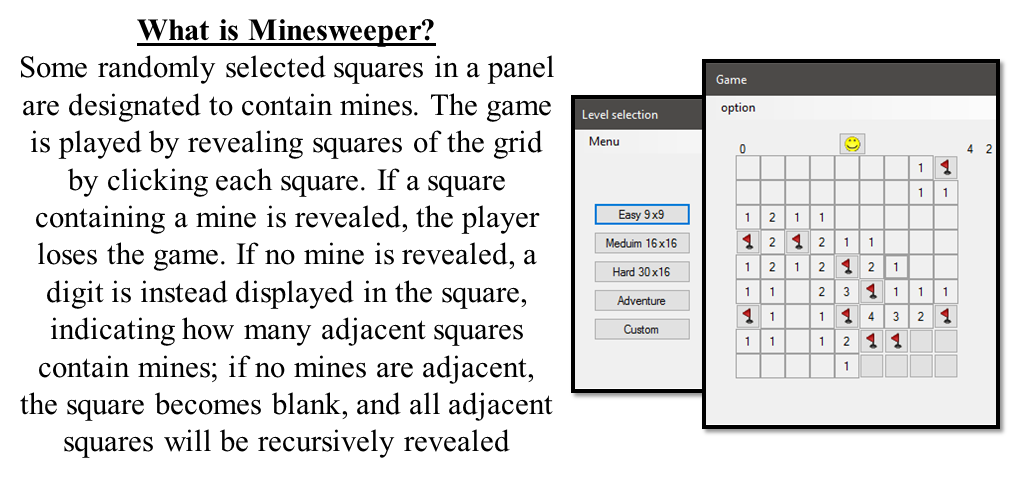 What is Minesweeper?
Some randomly selected squares in a panel
are designated to contain mines. The game
is played by revealing squares of the grid
by clicking each square. If a square
containing a mine is revealed, the player
loses the game. If no mine is revealed, a
digit is instead displayed in the square,
indicating how many adjacent squares
contain mines; if no mines are adjacent,
the square becomes blank, and all adjacent
squares will be recursively revealed
Level selection
Menu
Easy 9x9
Meduim 16x16
Hard 30x16
Adventure
Custom
Game
option
0 4 2
1
1 1
1 2 1 1
2 2 1 1
1 2 1 2 2 1
1 1 2 3 1 1 1
1 1 4 3 2
1 1 1 2
1